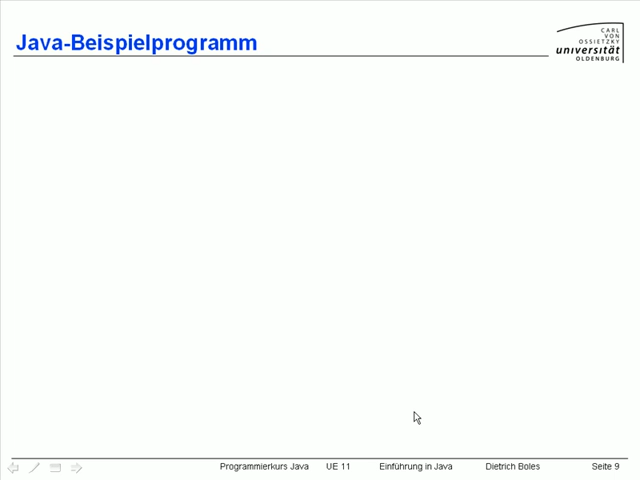 Java-Beispielprogramm
CARL
VON
OSSIETZKY
universität
OLDENBURG
Programmierkurs Java UE 11 Einführung in Java Dietrich Boles Seite 9